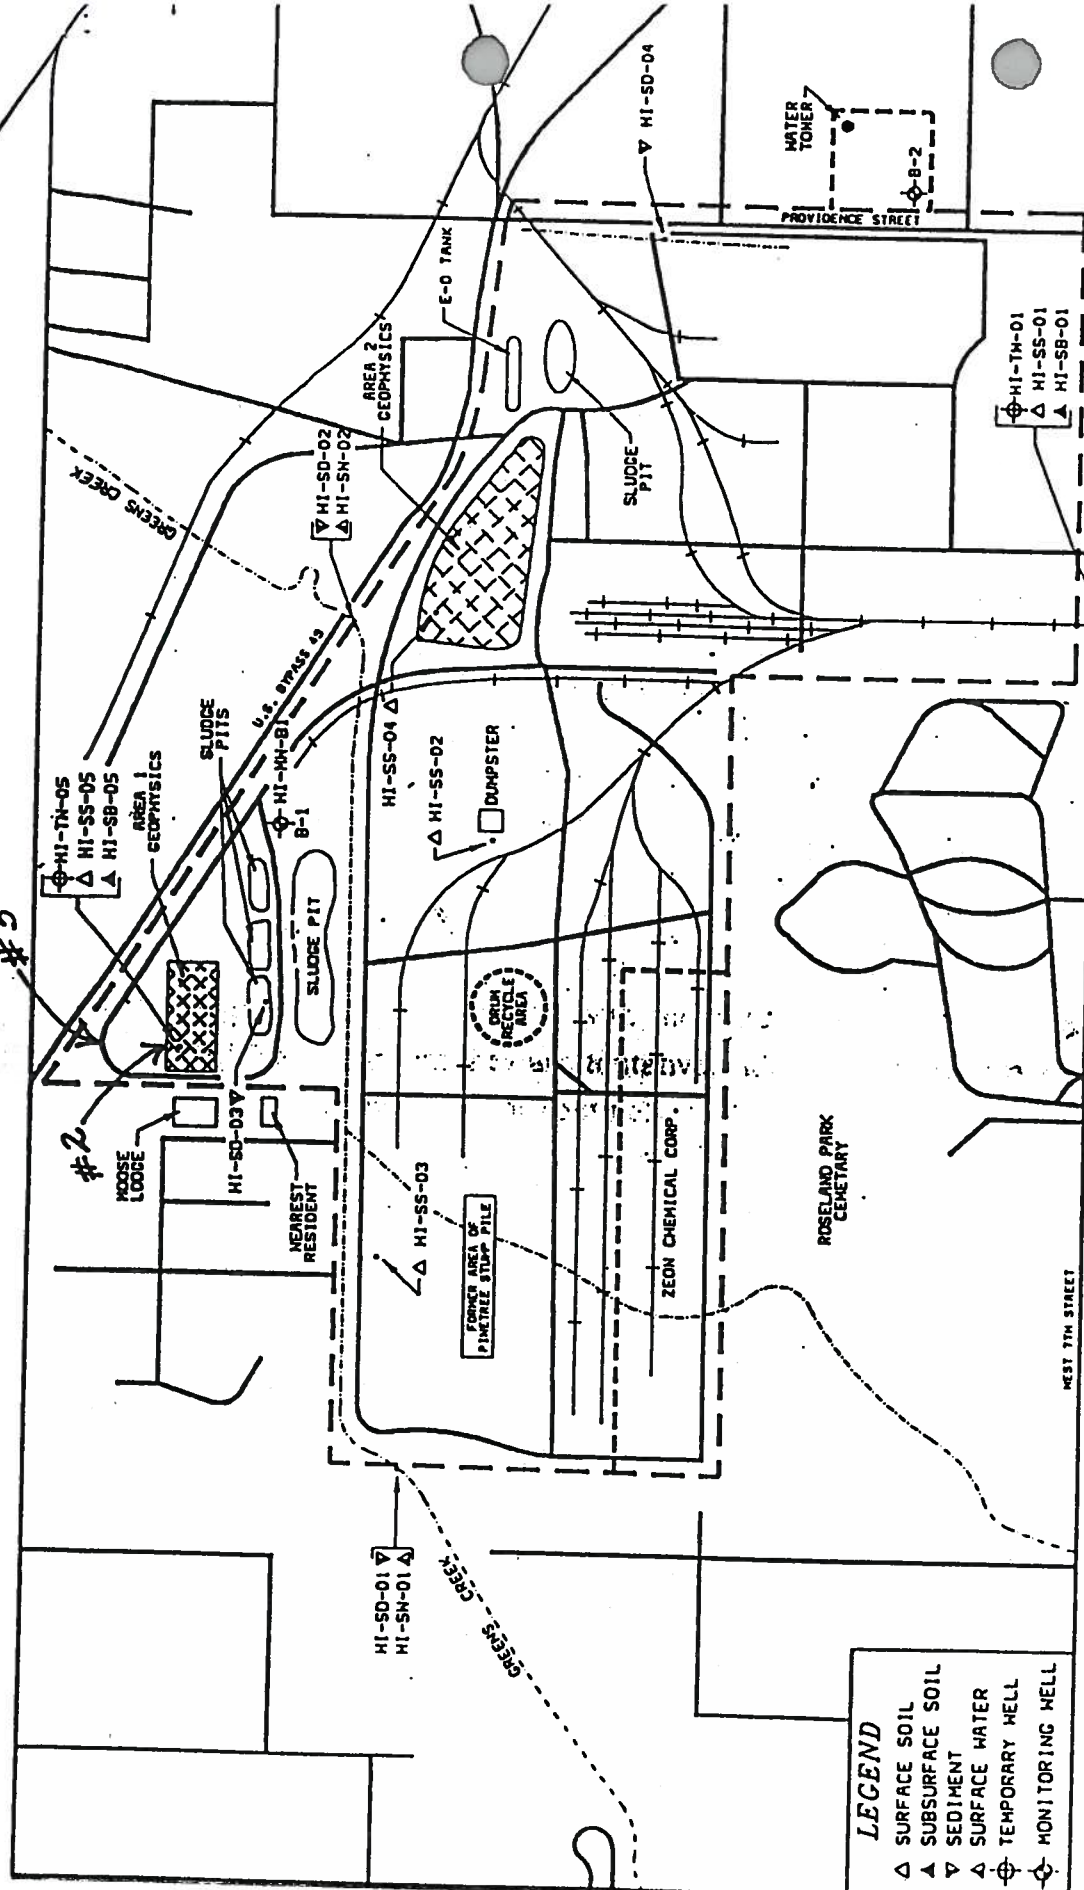 HI-SD-04
WATER
TOWER
B-2
PROVIDENCE STREET
E-D TANK
AREA 2
GEOPHYSICS
SLUDGE
PIT
HI-TW-01
HI-SS-01
HI-SB-01
GREENS CREEK
HI-SD-02
HI-SW-02
U.S. BYPASS 49
SLUDGE
PITS
HI-MW-B1
B-1
HI-TW-05
HI-SS-05
HI-SB-05
AREA 1
GEOPHYSICS
SLUDGE PIT
HI-SS-04
HI-SS-02
DUMPSTER
DRUM
RECYCLE
AREA
#2
MOOSE
LODGE
HI-SD-03
NEAREST
RESIDENT
HI-SS-03
FORMER AREA OF
PINETREE STUMP PILE
ZEON CHEMICAL CORP.
ROSELAND PARK
CEMETARY
WEST 7TH STREET
HI-SD-01
HI-SW-01
GREENS CREEK
LEGEND
SURFACE SOIL
SUBSURFACE SOIL
SEDIMENT
SURFACE WATER
TEMPORARY WELL
MONITORING WELL